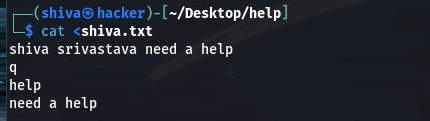 ┌──(shiva㉿hacker)-[~/Desktop/help]
└─$ cat <shiva.txt
shiva srivastava need a help
q
help
need a help